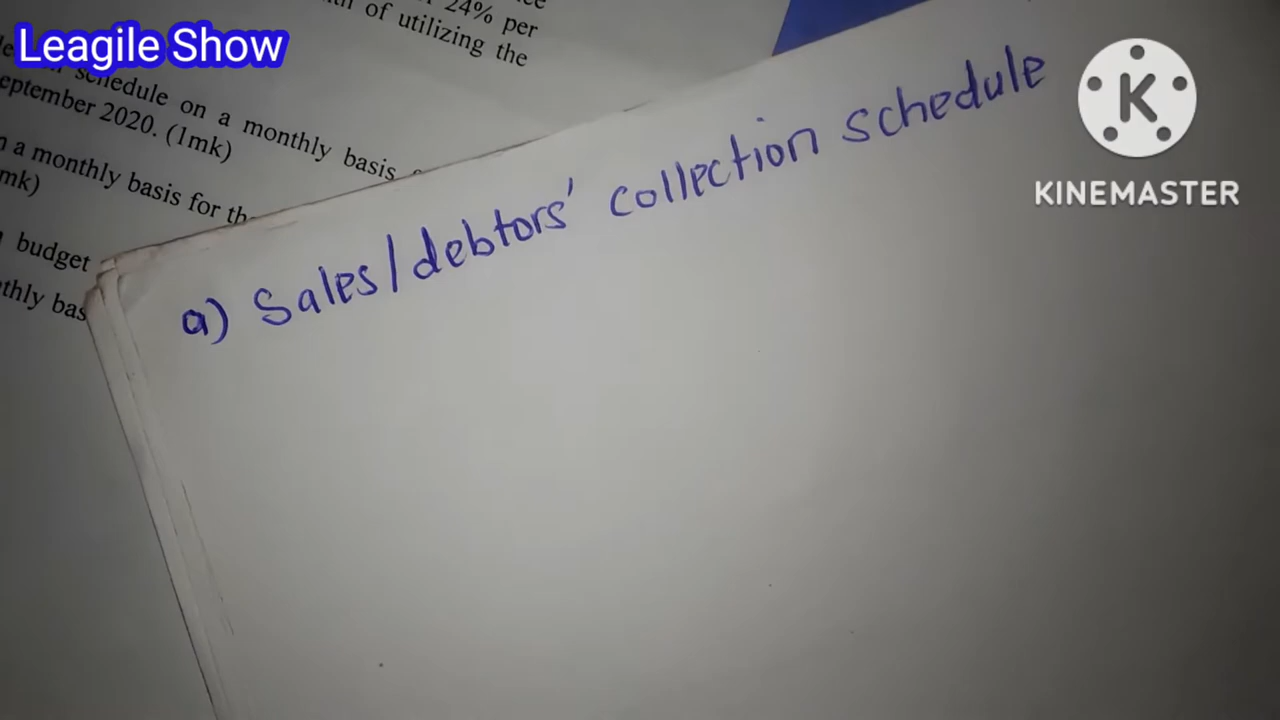 Leagile Show
24% per
of utilizing the
schedule on a monthly basis
eptember 2020. (1mk)
a monthly basis for th
mk)
budget
thly bas
a) Sales/debtors' collection schedule
K
KINEMASTER